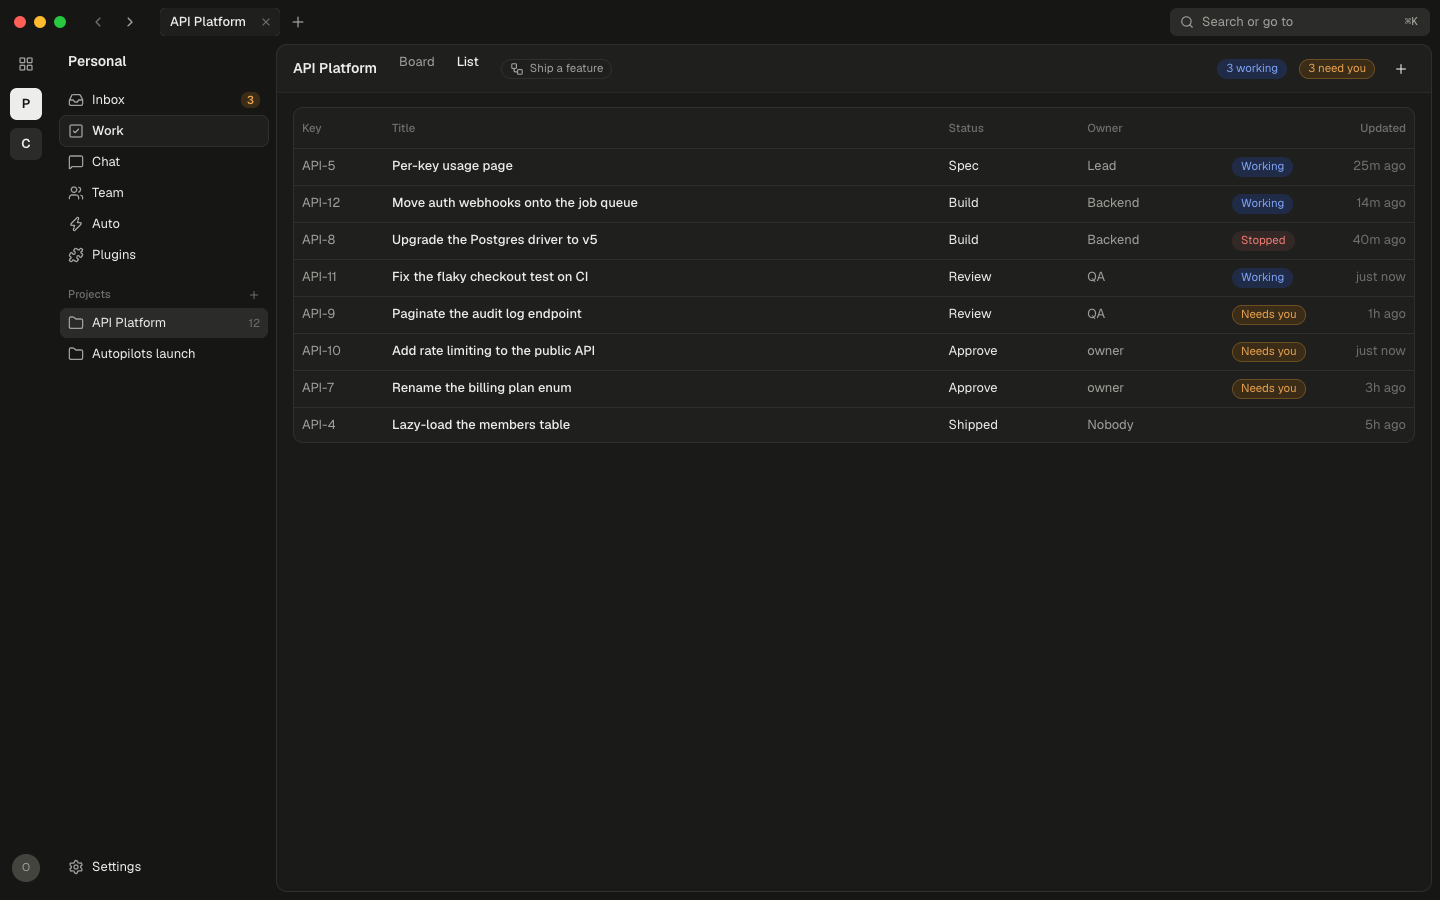 API Platform
Search or go to ⌘K
Personal
P
C
Inbox 3
Work
Chat
Team
Auto
Plugins
Projects
API Platform 12
Autopilots launch
O
Settings
API Platform Board List Ship a feature 3 working 3 need you
Key Title Status Owner Updated
API-5 Per-key usage page Spec Lead Working 25m ago
API-12 Move auth webhooks onto the job queue Build Backend Working 14m ago
API-8 Upgrade the Postgres driver to v5 Build Backend Stopped 40m ago
API-11 Fix the flaky checkout test on CI Review QA Working just now
API-9 Paginate the audit log endpoint Review QA Needs you 1h ago
API-10 Add rate limiting to the public API Approve owner Needs you just now
API-7 Rename the billing plan enum Approve owner Needs you 3h ago
API-4 Lazy-load the members table Shipped Nobody 5h ago